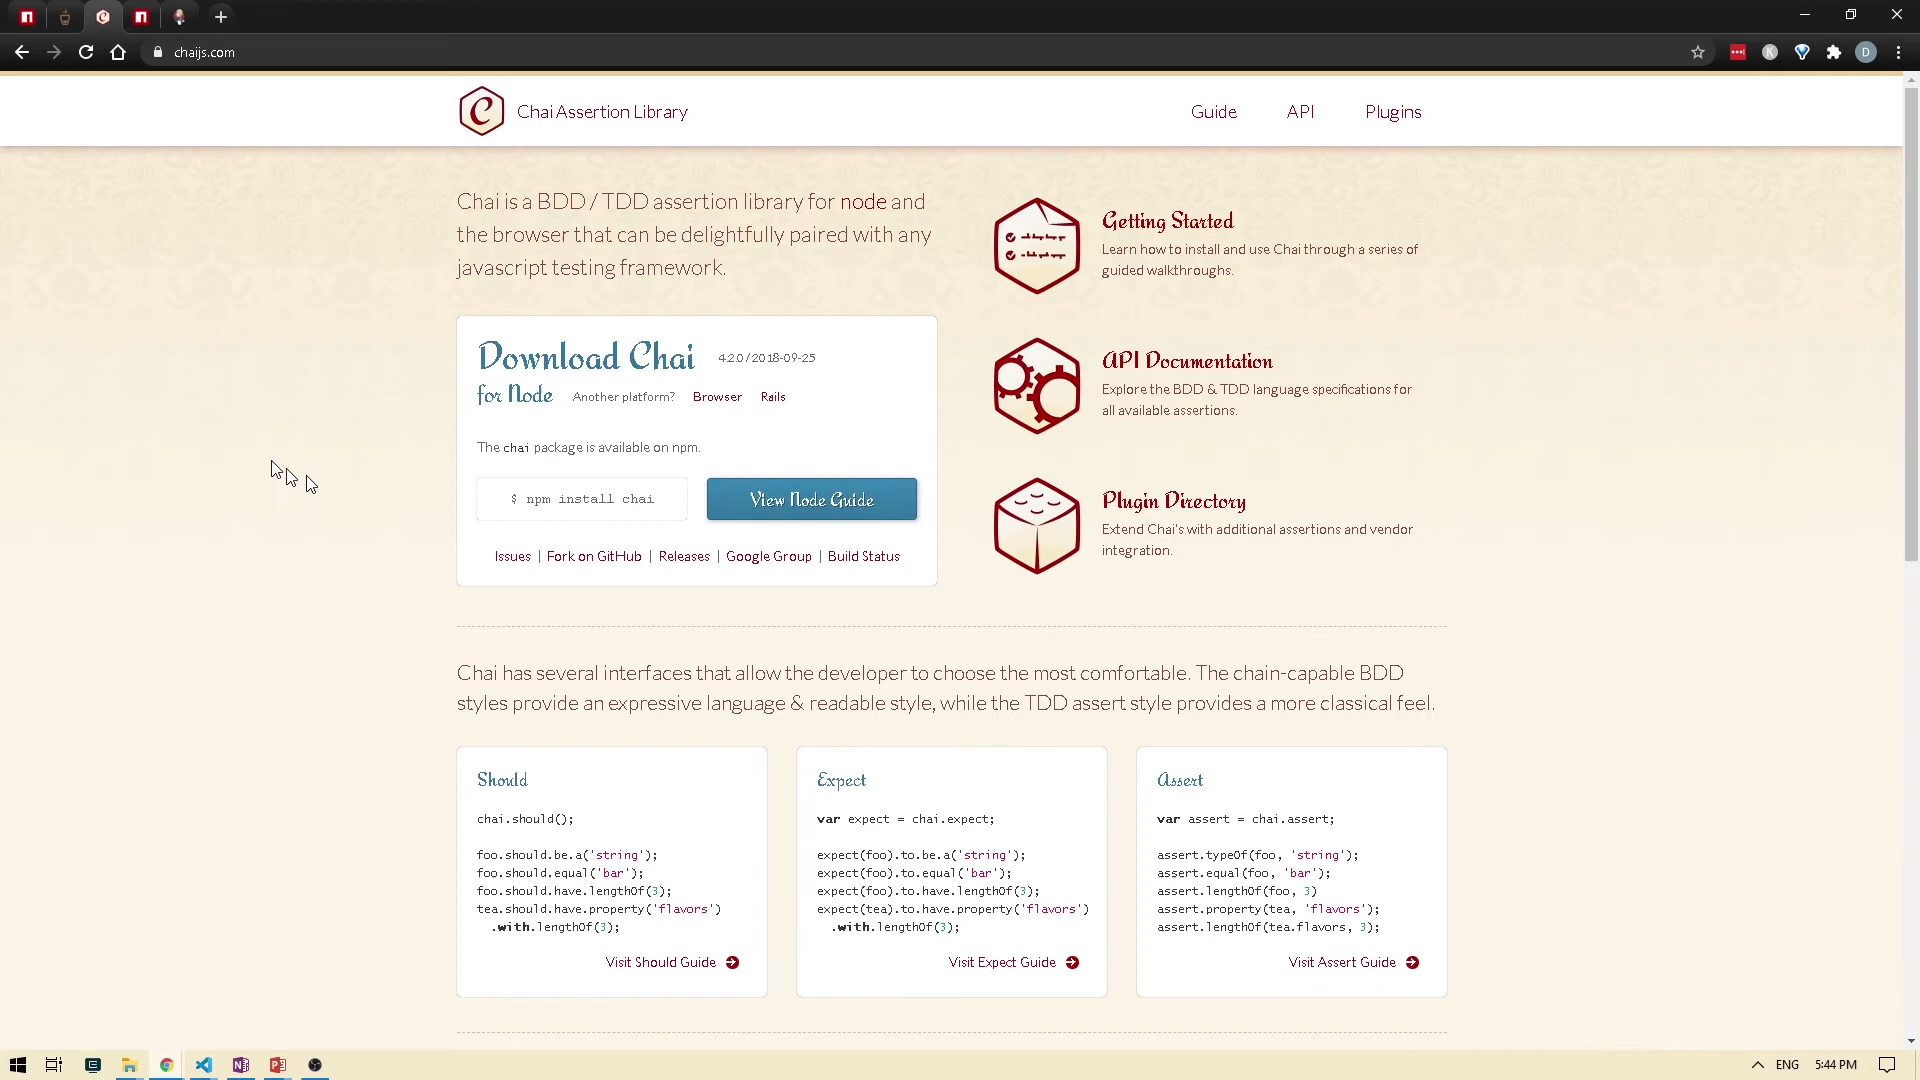 chaijs.com
D
Chai Assertion Library
Guide
API
Plugins
Chai is a BDD / TDD assertion library for node and
the browser that can be delightfully paired with any
javascript testing framework.
Download Chai
4.2.0 / 2018-09-25
for Node
Another platform?
Browser
Rails
The chai package is available on npm.
$ npm install chai
View Node Guide
Issues | Fork on GitHub | Releases | Google Group | Build Status
Getting Started
Learn how to install and use Chai through a series of
guided walkthroughs.
API Documentation
Explore the BDD & TDD language specifications for
all available assertions.
Plugin Directory
Extend Chai's with additional assertions and vendor
integration.
Chai has several interfaces that allow the developer to choose the most comfortable. The chain-capable BDD
styles provide an expressive language & readable style, while the TDD assert style provides a more classical feel.
Should
chai.should();
foo.should.be.a('string');
foo.should.equal('bar');
foo.should.have.lengthOf(3);
tea.should.have.property('flavors')
.with.lengthOf(3);
Visit Should Guide
Expect
var expect = chai.expect;
expect(foo).to.be.a('string');
expect(foo).to.equal('bar');
expect(foo).to.have.lengthOf(3);
expect(tea).to.have.property('flavors')
.with.lengthOf(3);
Visit Expect Guide
Assert
var assert = chai.assert;
assert.typeOf(foo, 'string');
assert.equal(foo, 'bar');
assert.lengthOf(foo, 3)
assert.property(tea, 'flavors');
assert.lengthOf(tea.flavors, 3);
Visit Assert Guide
ENG
5:44 PM